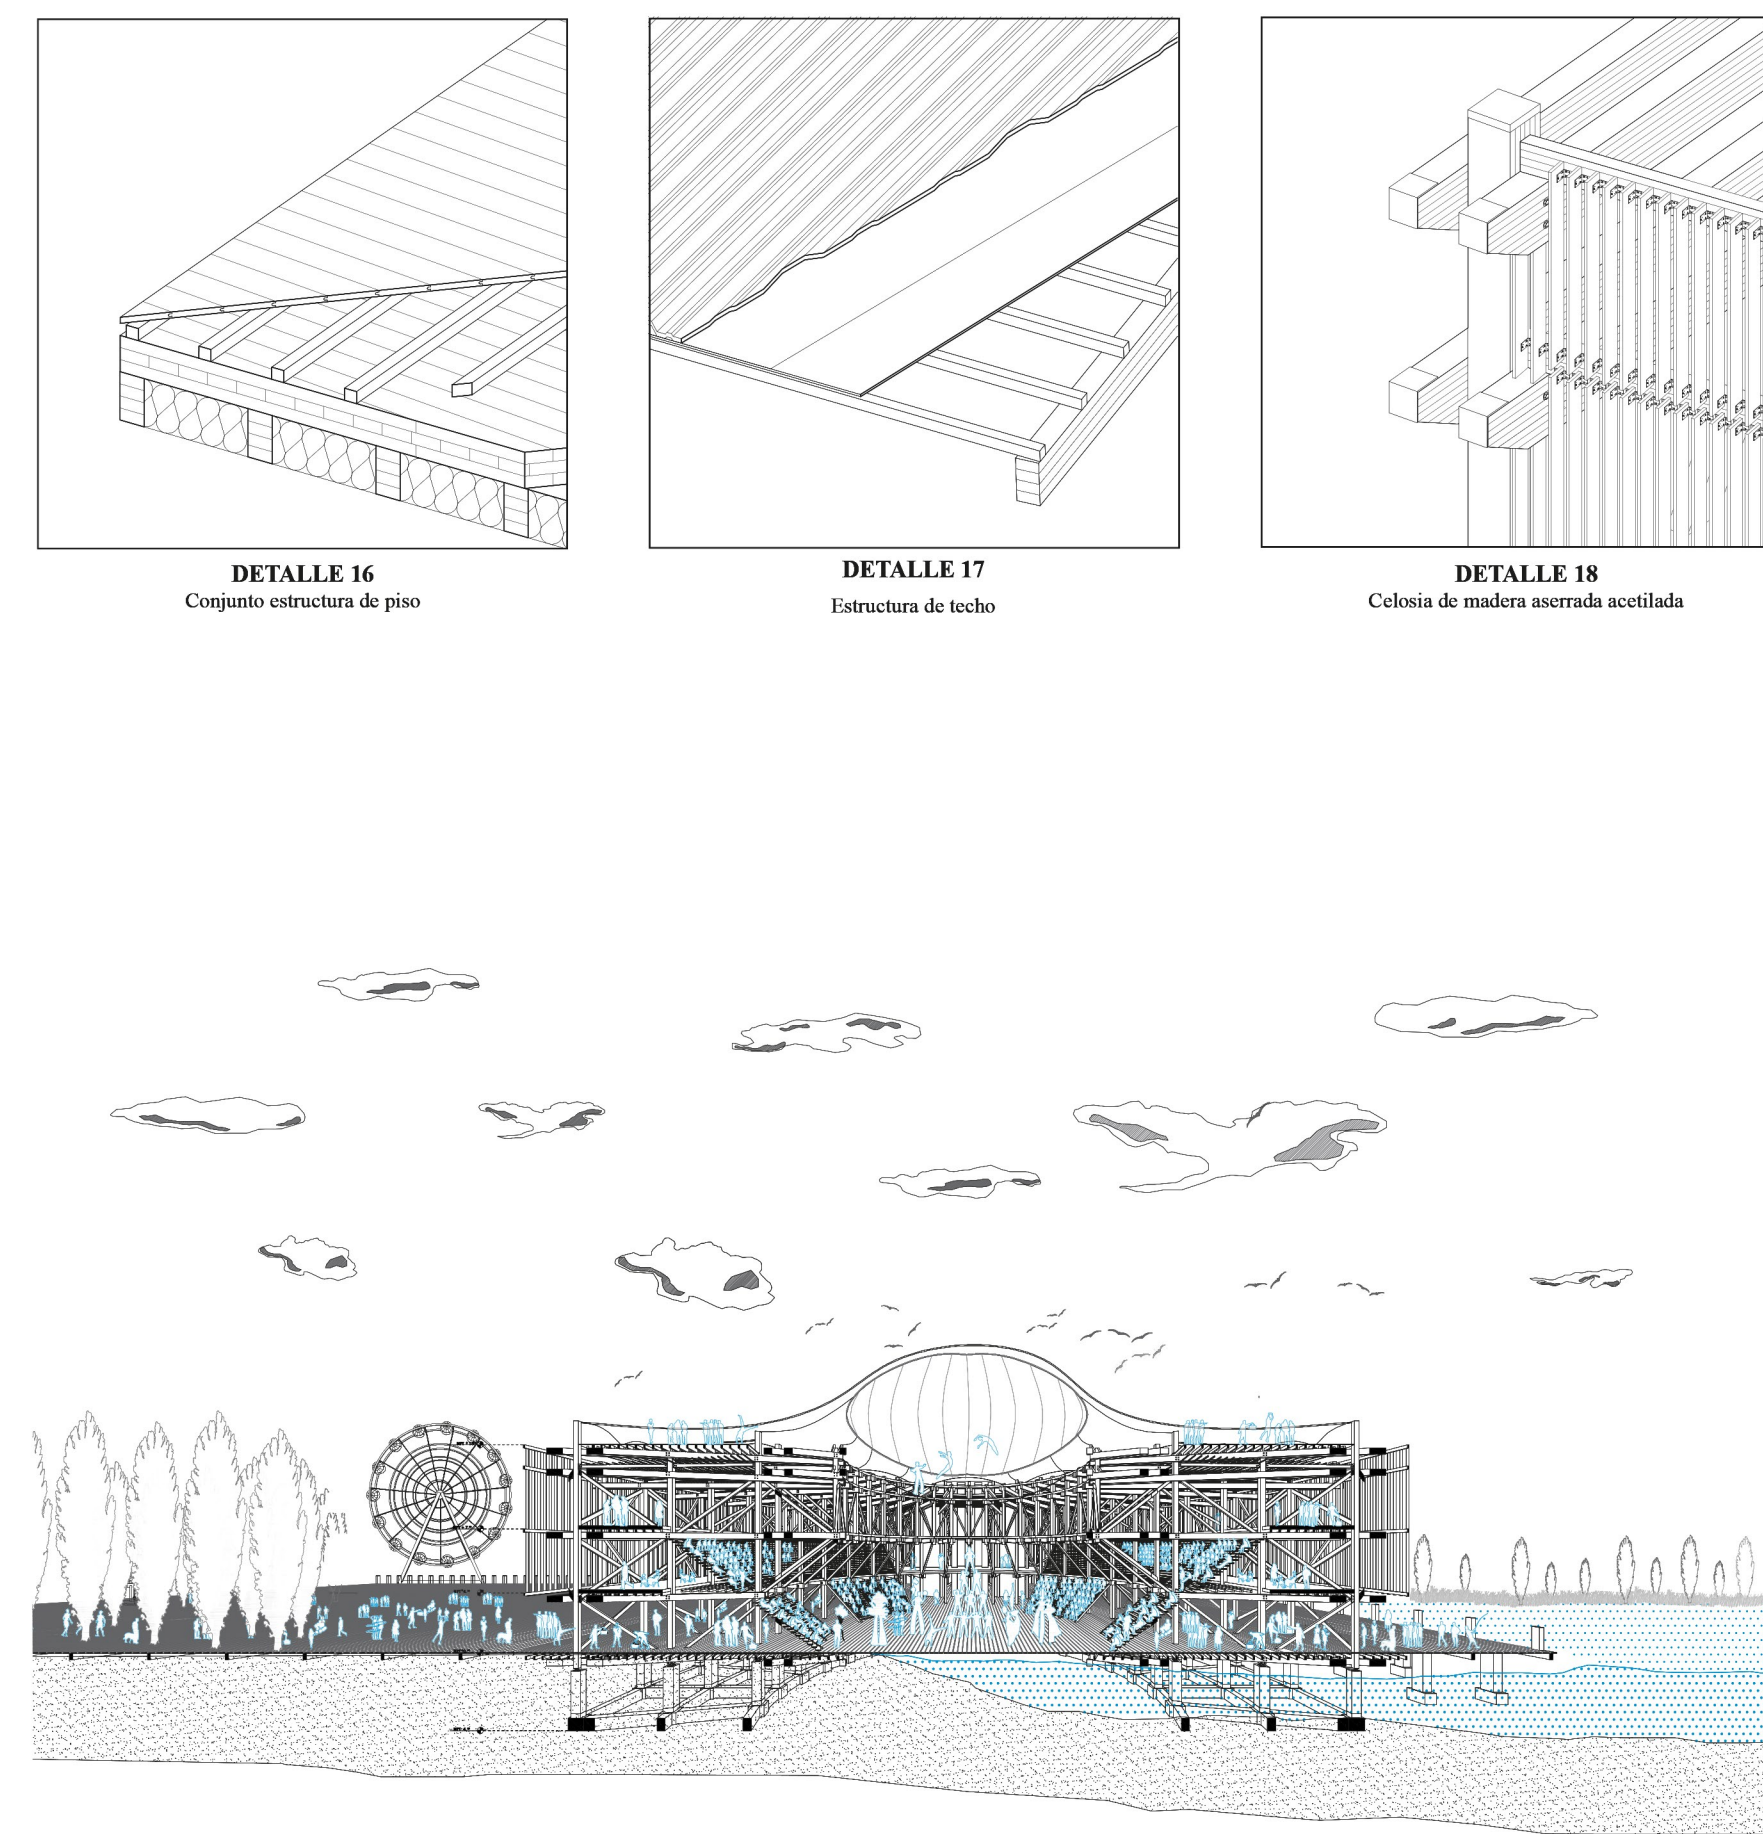 DETALLE 16
Conjunto estructura de piso
DETALLE 17
Estructura de techo
DETALLE 18
Celosia de madera aserrada acetilada